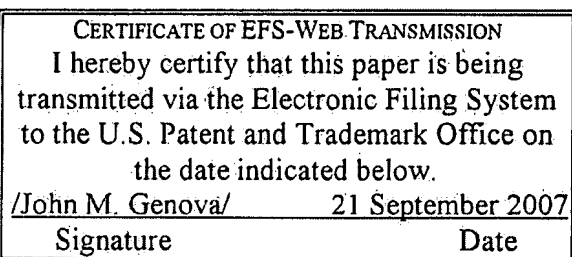 CERTIFICATE OF EFS-WEB TRANSMISSION
I hereby certify that this paper is being
transmitted via the Electronic Filing System
to the U.S. Patent and Trademark Office on
the date indicated below.
/John M. Genova/ 21 September 2007
Signature Date